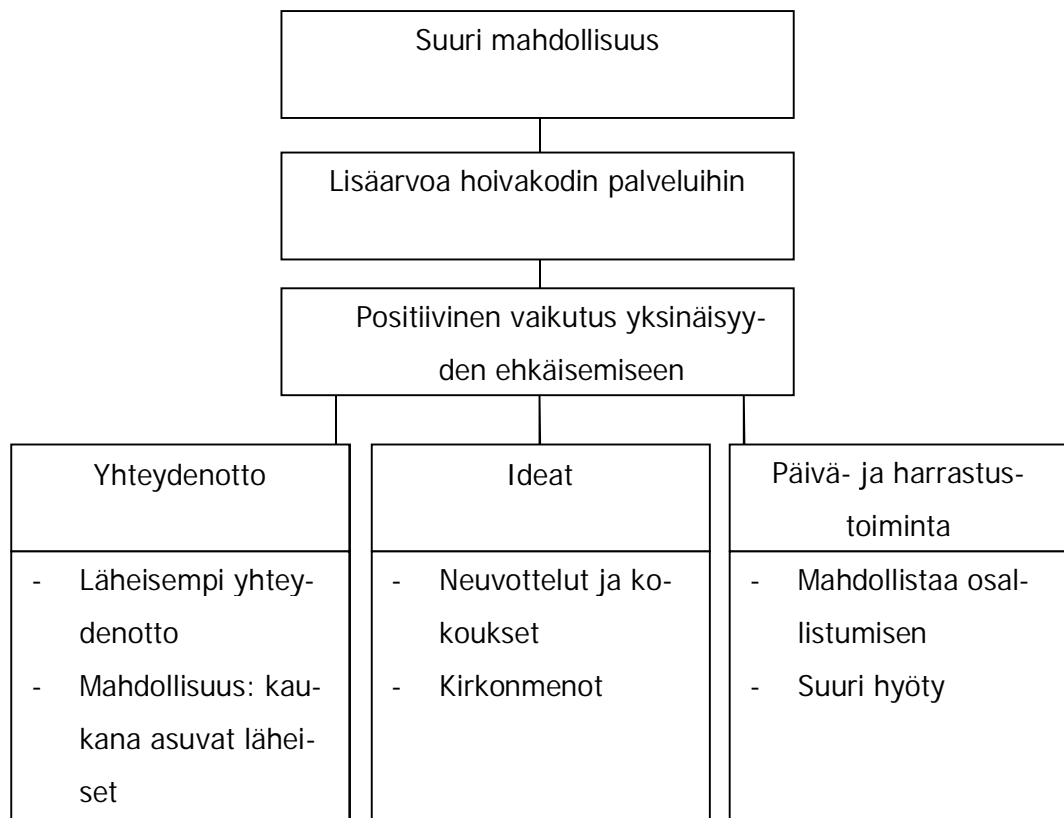 Suuri mahdollisuus
Lisäarvoa hoivakodin palveluihin
Positiivinen vaikutus yksinäisyy-
den ehkäisemiseen
Yhteydenotto
- Läheisempi yhtey-
denotto
- Mahdollisuus: kau-
kana asuvat lähei-
set
Ideat
- Neuvottelut ja ko-
koukset
- Kirkonmenot
Päivä- ja harrastus-
toiminta
- Mahdollistaa osal-
listumisen
- Suuri hyöty